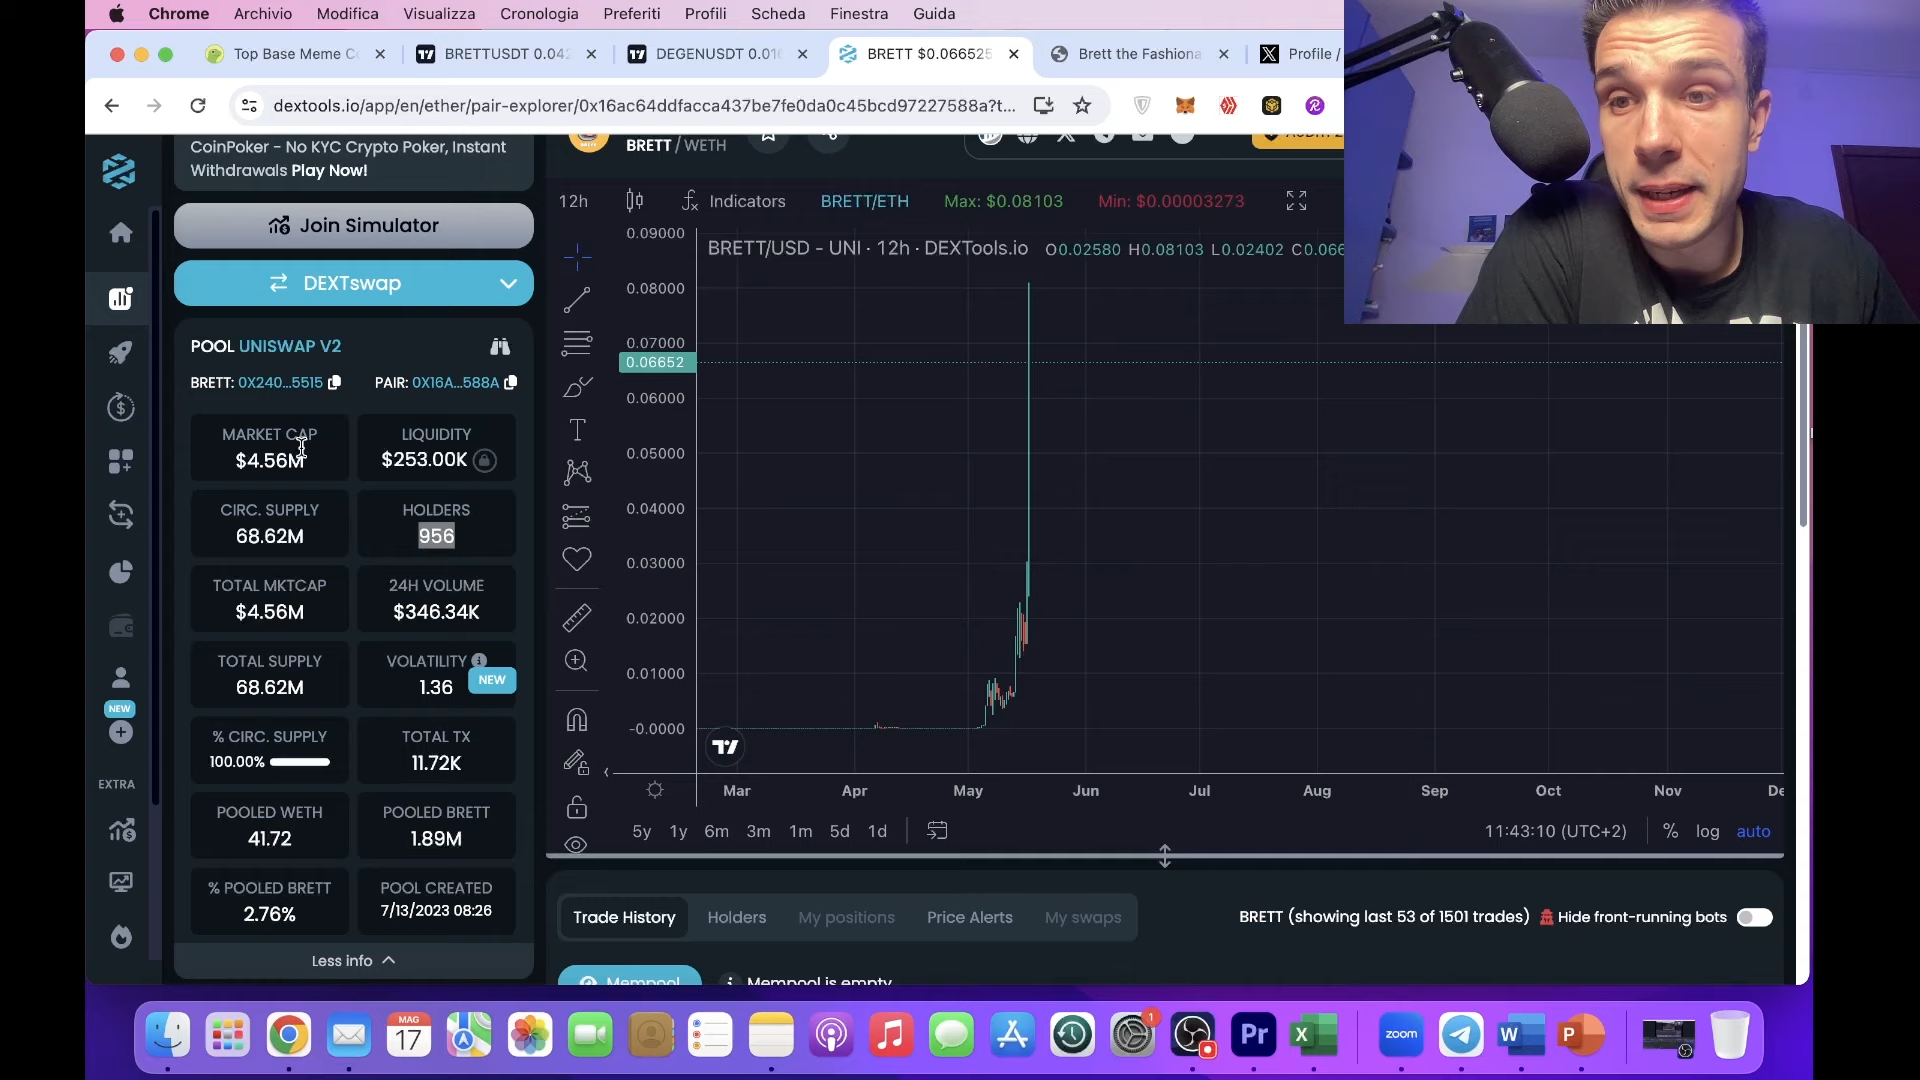 Chrome Archivio Modifica Visualizza Cronologia Preferiti Profili Scheda Finestra Guida
Top Base Meme Co
BRETTUSDT 0.042
DEGENUSDT 0.016
BRETT $0.066525
Brett the Fashiona
Profile /
dextools.io/app/en/ether/pair-explorer/0x16ac64ddfacca437be7fe0da0c45bcd97227588a?t...
CoinPoker - No KYC Crypto Poker, Instant
Withdrawals Play Now!
BRETT / WETH
Join Simulator
DEXTswap
12h
Indicators
BRETT/ETH
Max: $0.08103
Min: $0.00003273
BRETT/USD - UNI · 12h · DEXTools.io O0.02580 H0.08103 L0.02402 C0.066
0.09000
0.08000
0.07000
0.06652
0.06000
0.05000
0.04000
0.03000
0.02000
0.01000
-0.0000
POOL UNISWAP V2
BRETT: 0X240...5515
PAIR: 0X16A...588A
MARKET CAP
$4.56M
LIQUIDITY
$253.00K
CIRC. SUPPLY
68.62M
HOLDERS
956
TOTAL MKTCAP
$4.56M
24H VOLUME
$346.34K
TOTAL SUPPLY
68.62M
VOLATILITY
1.36
NEW
% CIRC. SUPPLY
100.00%
TOTAL TX
11.72K
POOLED WETH
41.72
POOLED BRETT
1.89M
% POOLED BRETT
2.76%
POOL CREATED
7/13/2023 08:26
Less info
NEW
EXTRA
Mar Apr May Jun Jul Aug Sep Oct Nov De
5y 1y 6m 3m 1m 5d 1d
11:43:10 (UTC+2)
% log auto
Trade History
Holders
My positions
Price Alerts
My swaps
BRETT (showing last 53 of 1501 trades)
Hide front-running bots
Mempool
Mempool is empty
MAG
17
1
Pr
X
zoom
W
P